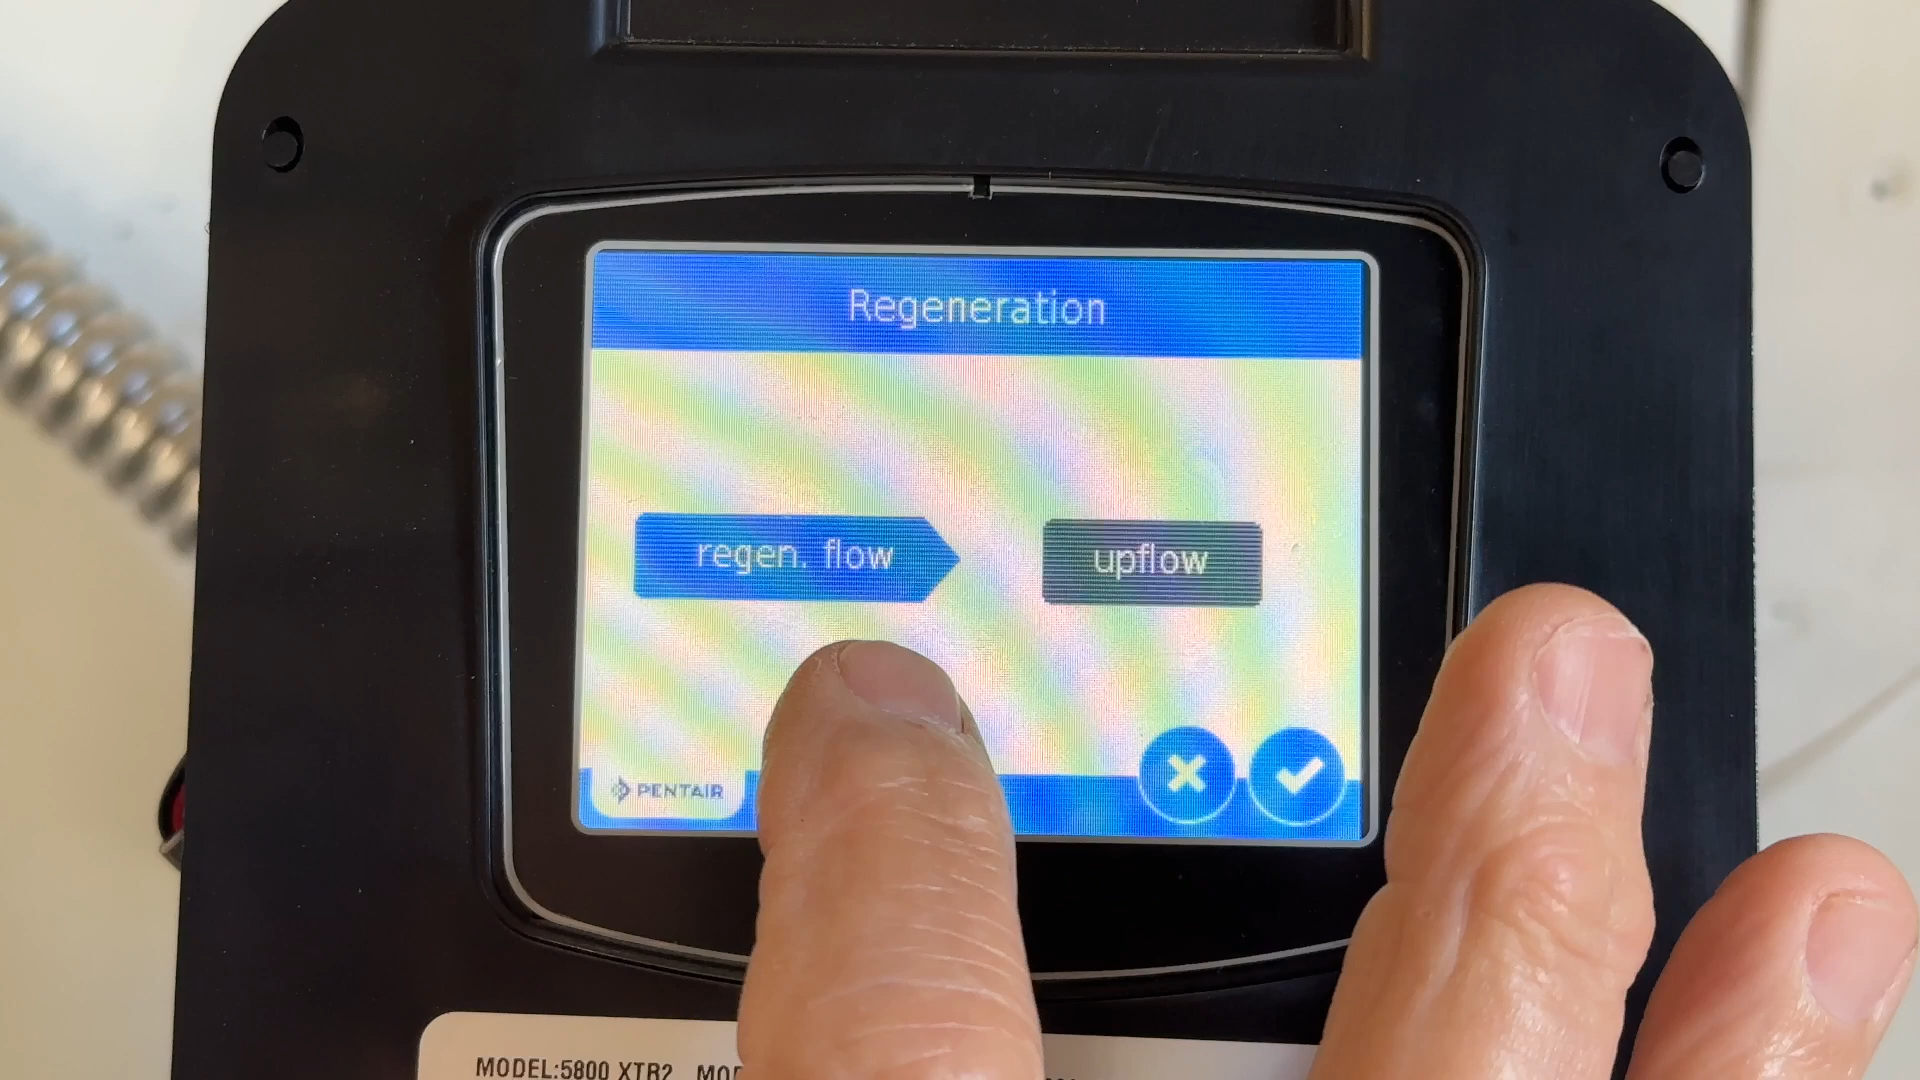 Regeneration
regen. flow
upflow
PENTAIR
MODEL:5800 XTR2